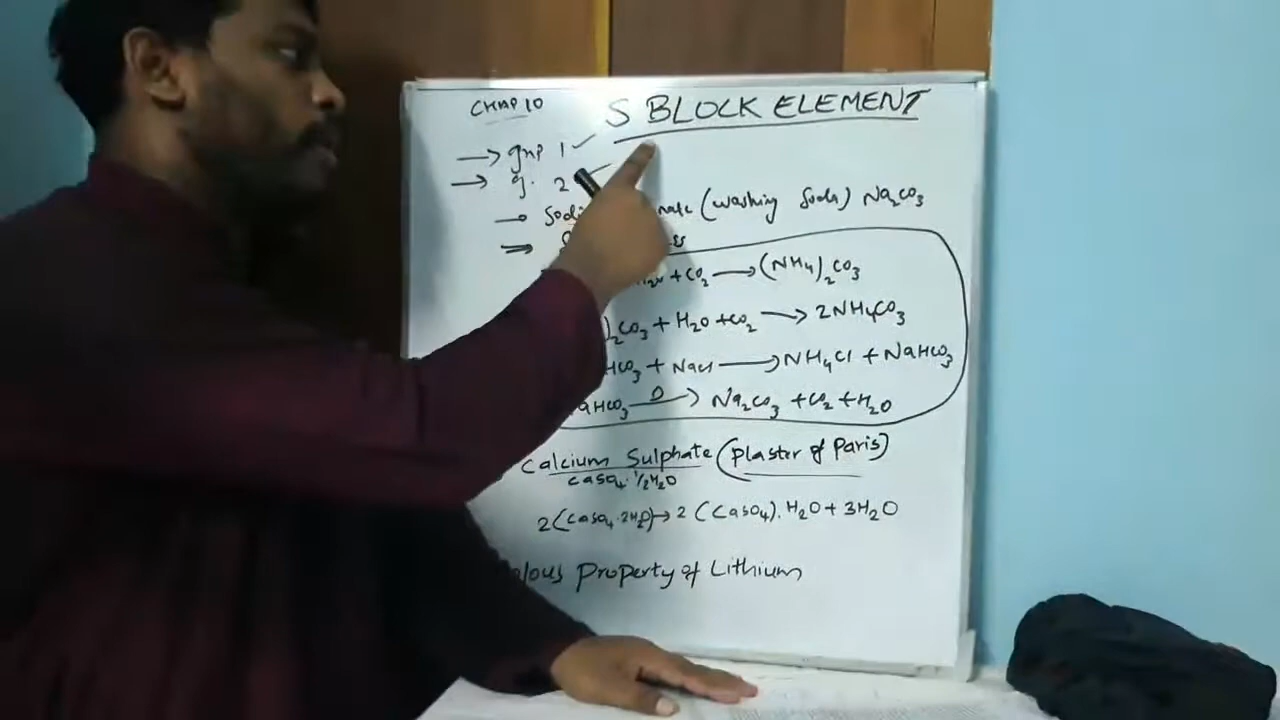 CHAP 10
S BLOCK ELEMENT
→ grp 1 ✓
→ g. 2
→ Sodi nate (washing Soda) Na₂CO₃
⇒ ss
+ CO₂ → (NH₄)₂CO₃
)₂CO₃ + H₂O + CO₂ → 2NH₄CO₃
HCO₃ + NaCl → NH₄Cl + NaHCO₃
aHCO₃ —Δ→ Na₂CO₃ + CO₂ + H₂O
Calcium Sulphate (Plaster of Paris)
CaSO₄·½H₂O
2(CaSO₄·2H₂O) → 2(CaSO₄).H₂O + 3H₂O
lous Property of Lithium